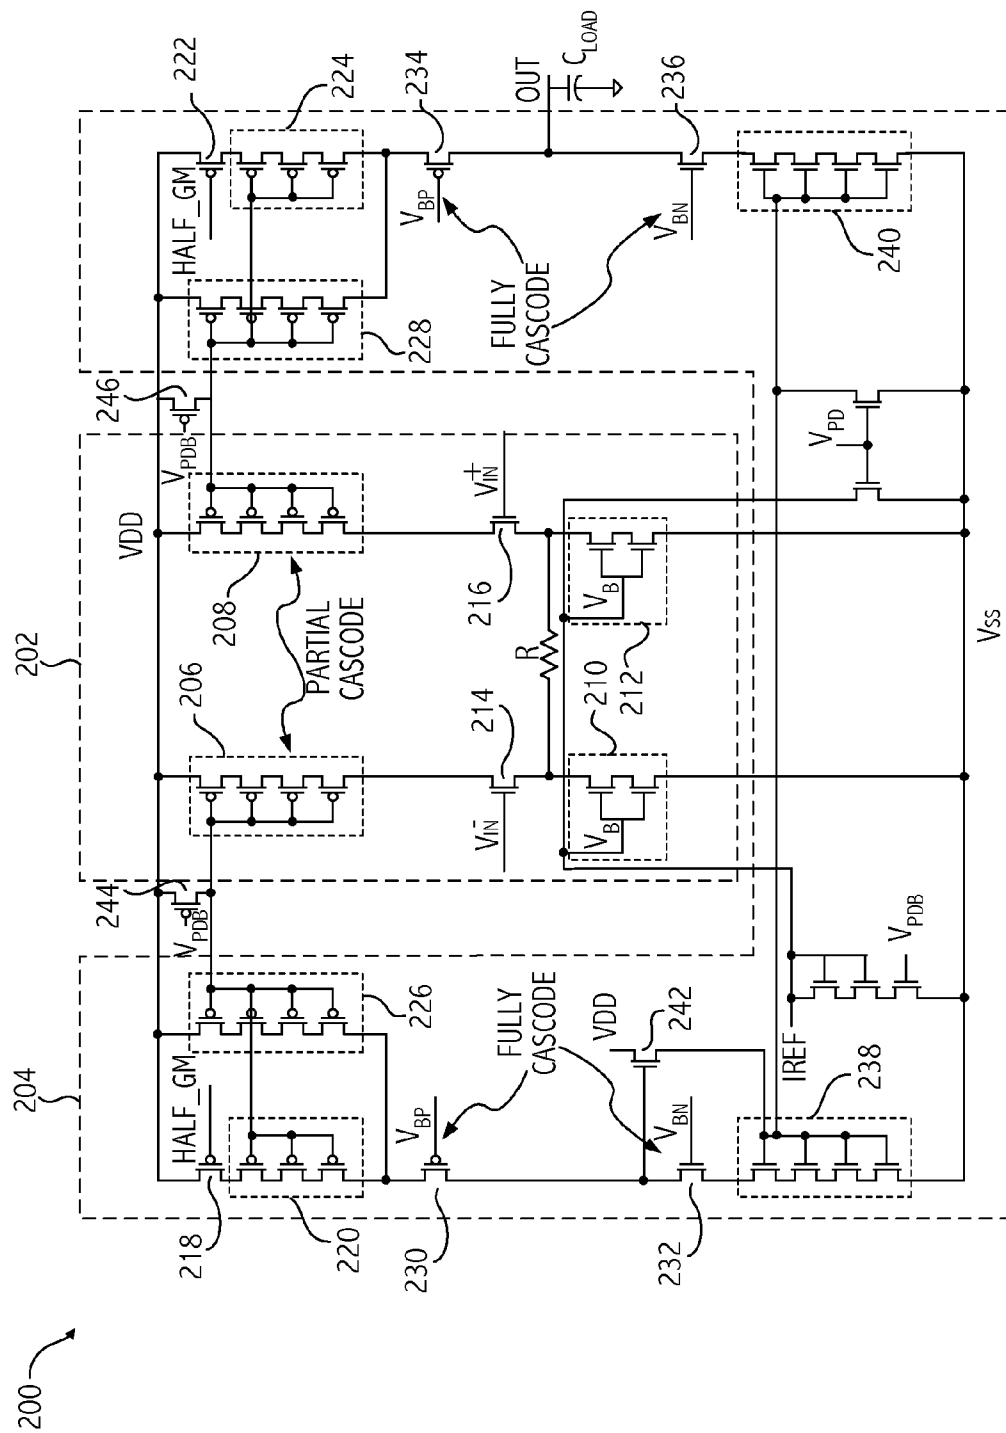 200
204
202
244
206
VDD
246
HALF_GM
222
224
HALF_GM
218
220
226
V_PDB
V_PDB
208
228
PARTIAL
CASCODE
V_BP
230
FULLY
CASCODE
V_IN^-
214
216
V_IN^+
V_BP
234
FULLY
CASCODE
OUT
C_LOAD
VDD
242
R
V_BN
232
V_B
210
212
V_B
V_BN
236
238
IREF
V_PDB
V_PD
240
V_SS